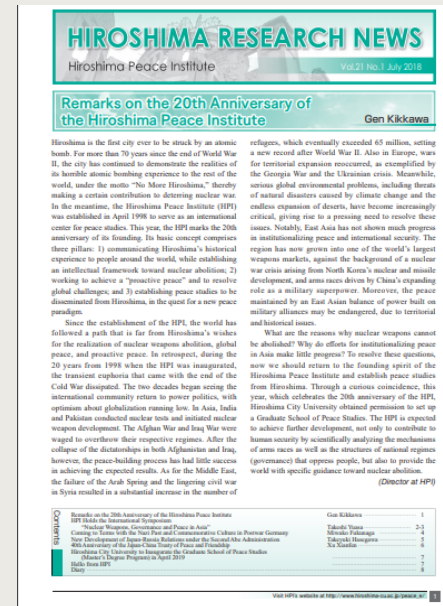 HIROSHIMA RESEARCH NEWS
Hiroshima Peace Institute
Vol.21 No.1 July 2018
Remarks on the 20th Anniversary of
the Hiroshima Peace Institute
Gen Kikkawa
Hiroshima is the first city ever to be struck by an atomic
bomb. For more than 70 years since the end of World War
II, the city has continued to demonstrate the realities of
its horrible atomic bombing experience to the rest of the
world, under the motto “No More Hiroshima,” thereby
making a certain contribution to deterring nuclear war.
In the meantime, the Hiroshima Peace Institute (HPI)
was established in April 1998 to serve as an international
center for peace studies. This year, the HPI marks the 20th
anniversary of its founding. Its basic concept comprises
three pillars: 1) communicating Hiroshima’s historical
experience to people around the world, while establishing
an intellectual framework toward nuclear abolition; 2)
working to achieve a “proactive peace” and to resolve
global challenges; and 3) establishing peace studies to be
disseminated from Hiroshima, in the quest for a new peace
paradigm.
Since the establishment of the HPI, the world has
followed a path that is far from Hiroshima’s wishes
for the realization of nuclear weapons abolition, global
peace, and proactive peace. In retrospect, during the
20 years from 1998 when the HPI was inaugurated,
the transient euphoria that came with the end of the
Cold War dissipated. The two decades began seeing the
international community return to power politics, with
optimism about globalization running low. In Asia, India
and Pakistan conducted nuclear tests and initiated nuclear
weapon development. The Afghan War and Iraq War were
waged to overthrow their respective regimes. After the
collapse of the dictatorships in both Afghanistan and Iraq,
however, the peace-building process has had little success
in achieving the expected results. As for the Middle East,
the failure of the Arab Spring and the lingering civil war
in Syria resulted in a substantial increase in the number of
refugees, which eventually exceeded 65 million, setting
a new record after World War II. Also in Europe, wars
for territorial expansion reoccurred, as exemplified by
the Georgia War and the Ukrainian crisis. Meanwhile,
serious global environmental problems, including threats
of natural disasters caused by climate change and the
endless expansion of deserts, have become increasingly
critical, giving rise to a pressing need to resolve these
issues. Notably, East Asia has not shown much progress
in institutionalizing peace and international security. The
region has now grown into one of the world’s largest
weapons markets, against the background of a nuclear
war crisis arising from North Korea’s nuclear and missile
development, and arms races driven by China’s expanding
role as a military superpower. Moreover, the peace
maintained by an East Asian balance of power built on
military alliances may be endangered, due to territorial
and historical issues.
What are the reasons why nuclear weapons cannot
be abolished? Why do efforts for institutionalizing peace
in Asia make little progress? To resolve these questions,
now we should return to the founding spirit of the
Hiroshima Peace Institute and establish peace studies
from Hiroshima. Through a curious coincidence, this
year, which celebrates the 20th anniversary of the HPI,
Hiroshima City University obtained permission to set up
a Graduate School of Peace Studies. The HPI is expected
to achieve further development, not only to contribute to
human security by scientifically analyzing the mechanisms
of arms races as well as the structures of national regimes
(governance) that oppress people, but also to provide the
world with specific guidance toward nuclear abolition.
(Director at HPI)
Contents
Remarks on the 20th Anniversary of the Hiroshima Peace Institute Gen Kikkawa 1
HPI Holds the International Symposium
“Nuclear Weapons, Governance and Peace in Asia” Takeshi Yuasa 2-3
Coming to Terms with the Nazi Past and Commemorative Culture in Postwar Germany Miwako Fukunaga 4
New Development of Japan-Russia Relations under the Second Abe Administration Takeyuki Hasegawa 5
40th Anniversary of the Japan-China Treaty of Peace and Friendship Xu Xianfen 6
Hiroshima City University to Inaugurate the Graduate School of Peace Studies
(Master’s Degree Program) in April 2019 7
Hello from HPI 7
Diary 8
Visit HPI's website at http://www.hiroshima-cu.ac.jp/peace_e/ 1